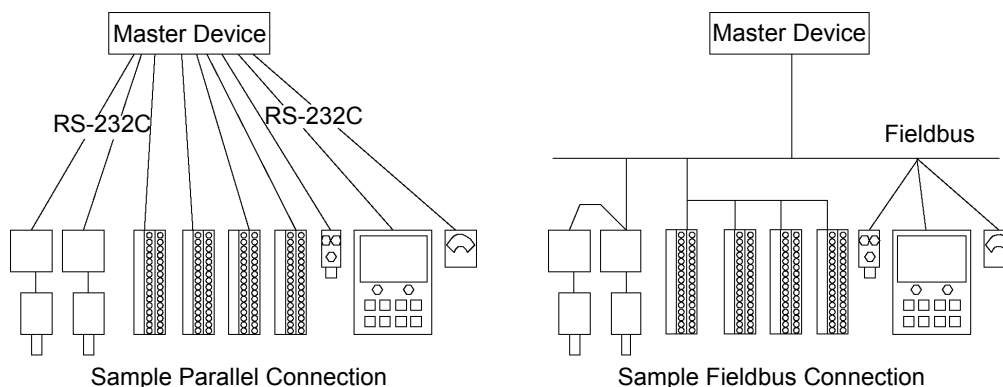 Master Device
RS-232C
RS-232C
Sample Parallel Connection
Master Device
Fieldbus
Sample Fieldbus Connection